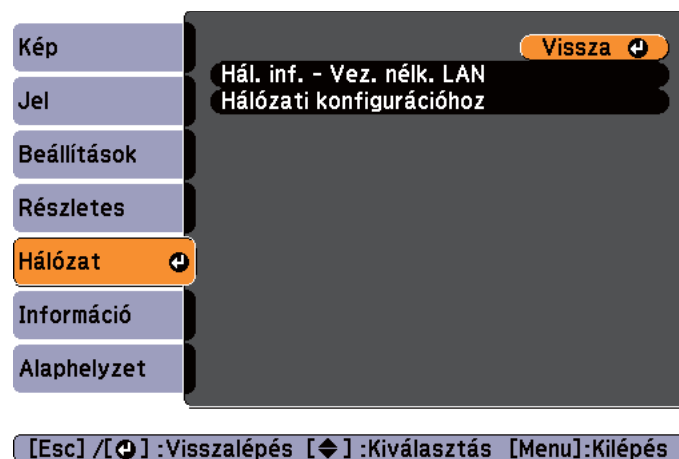 Kép
Jel
Beállítások
Részletes
Hálózat
Információ
Alaphelyzet
Vissza
Hál. inf. - Vez. nélk. LAN
Hálózati konfigurációhoz
[Esc] /[⏎] :Visszalépés [◆] :Kiválasztás [Menu]:Kilépés